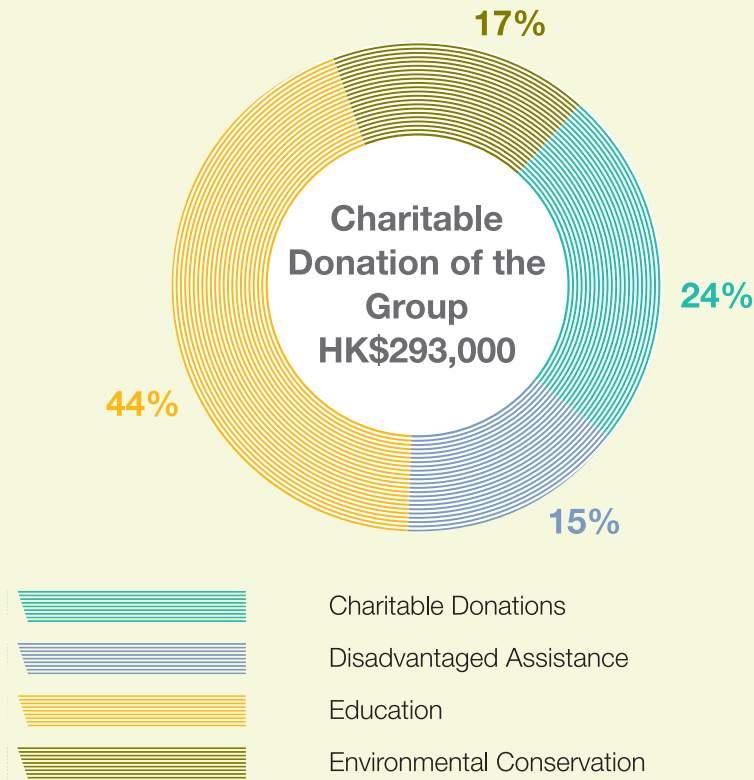 17%
Charitable
Donation of the
Group
HK$293,000
24%
44%
15%
Charitable Donations
Disadvantaged Assistance
Education
Environmental Conservation